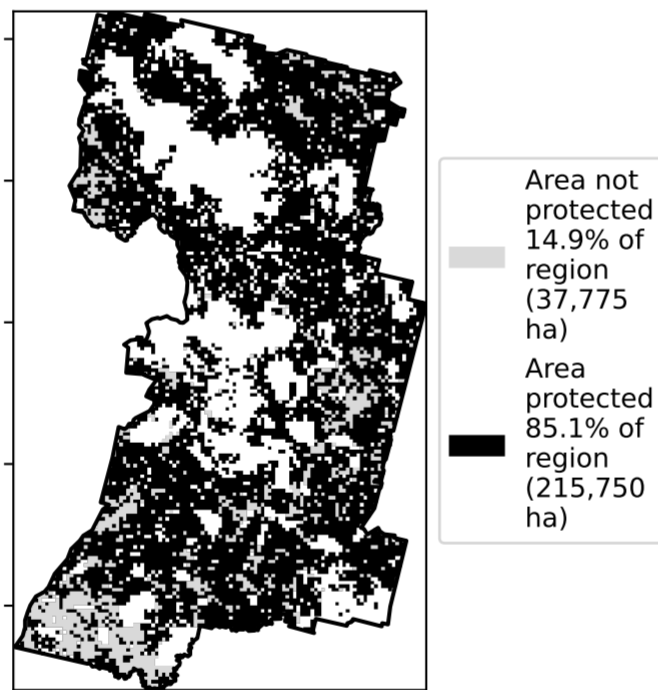 Area not
protected
14.9% of
region
(37,775
ha)
Area
protected
85.1% of
region
(215,750
ha)